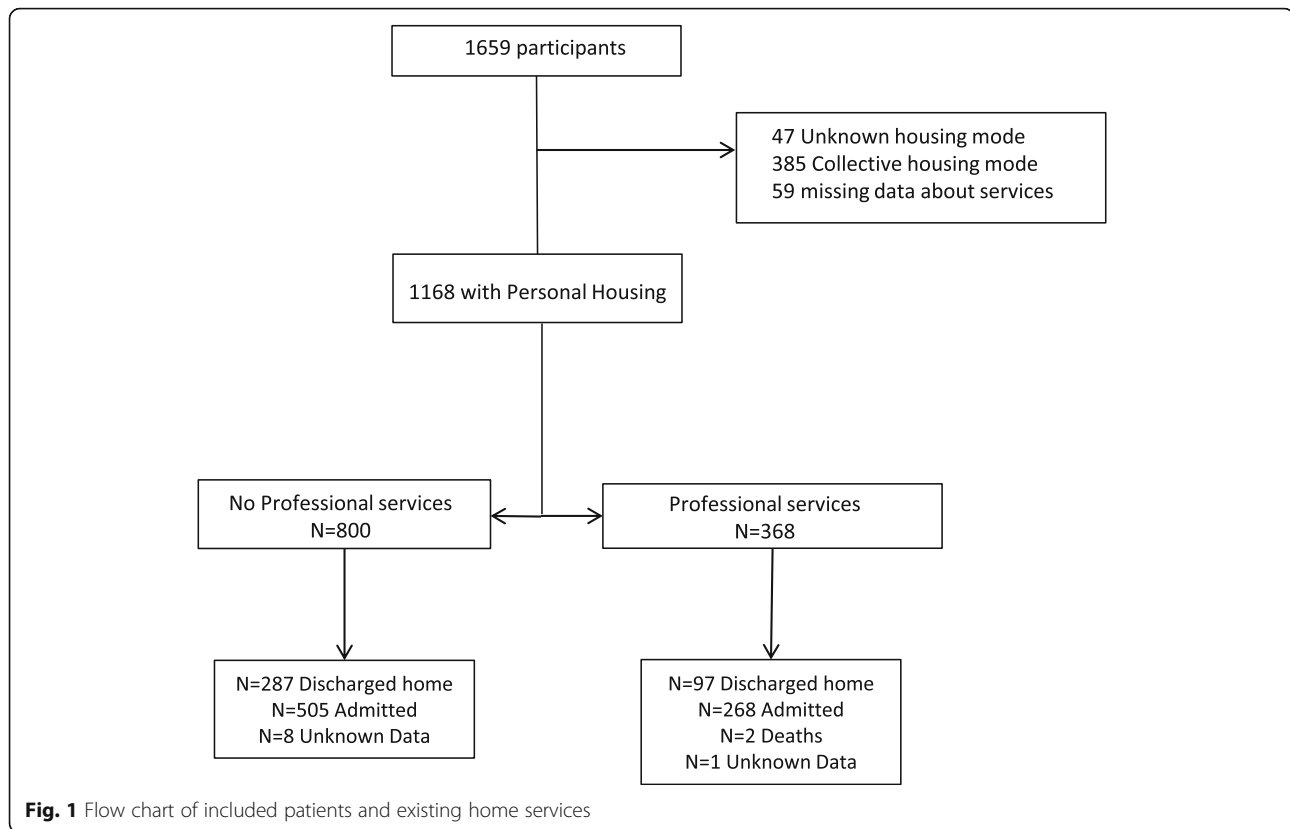 1659 participants
47 Unknown housing mode
385 Collective housing mode
59 missing data about services
1168 with Personal Housing
No Professional services
N=800
Professional services
N=368
N=287 Discharged home
N=505 Admitted
N=8 Unknown Data
N=97 Discharged home
N=268 Admitted
N=2 Deaths
N=1 Unknown Data
Fig. 1 Flow chart of included patients and existing home services